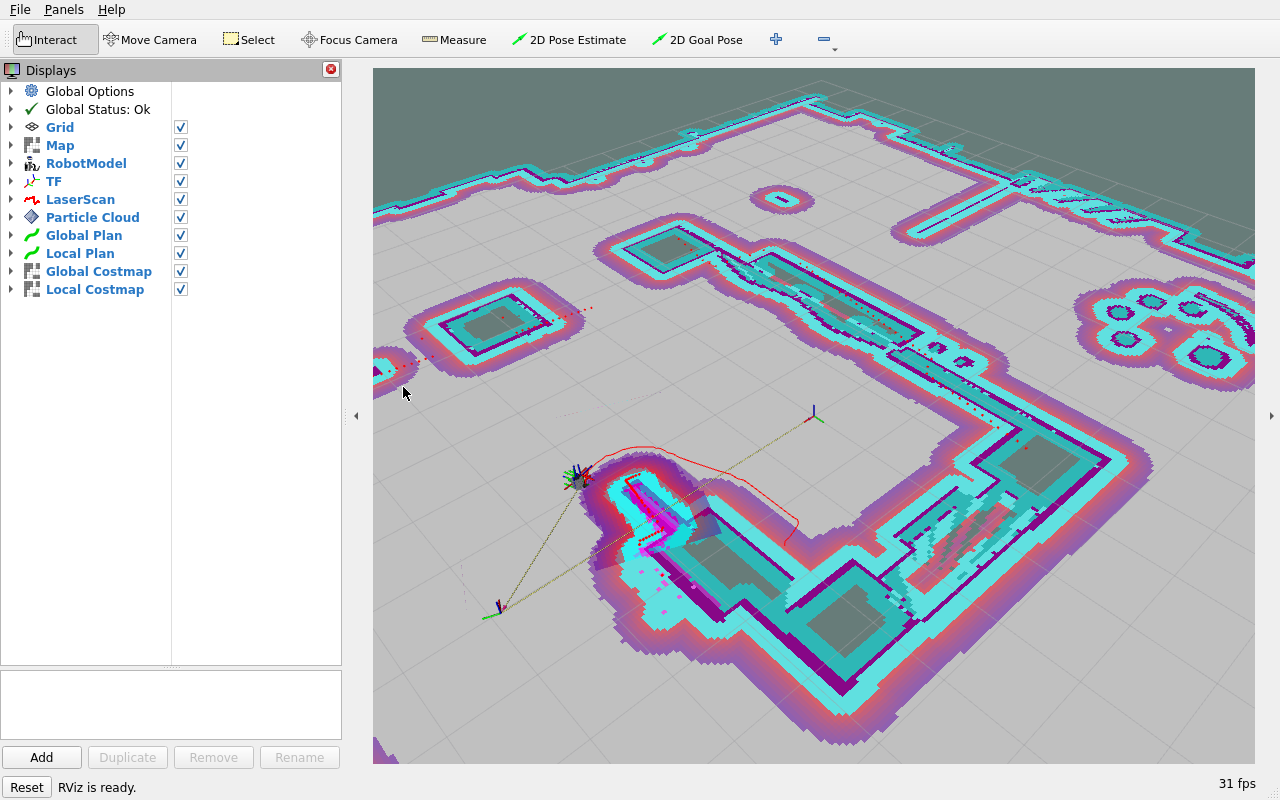 File Panels Help
Interact Move Camera Select Focus Camera Measure 2D Pose Estimate 2D Goal Pose
Displays
Global Options
Global Status: Ok
Grid
Map
RobotModel
TF
LaserScan
Particle Cloud
Global Plan
Local Plan
Global Costmap
Local Costmap
Add Duplicate Remove Rename
Reset RViz is ready. 31 fps